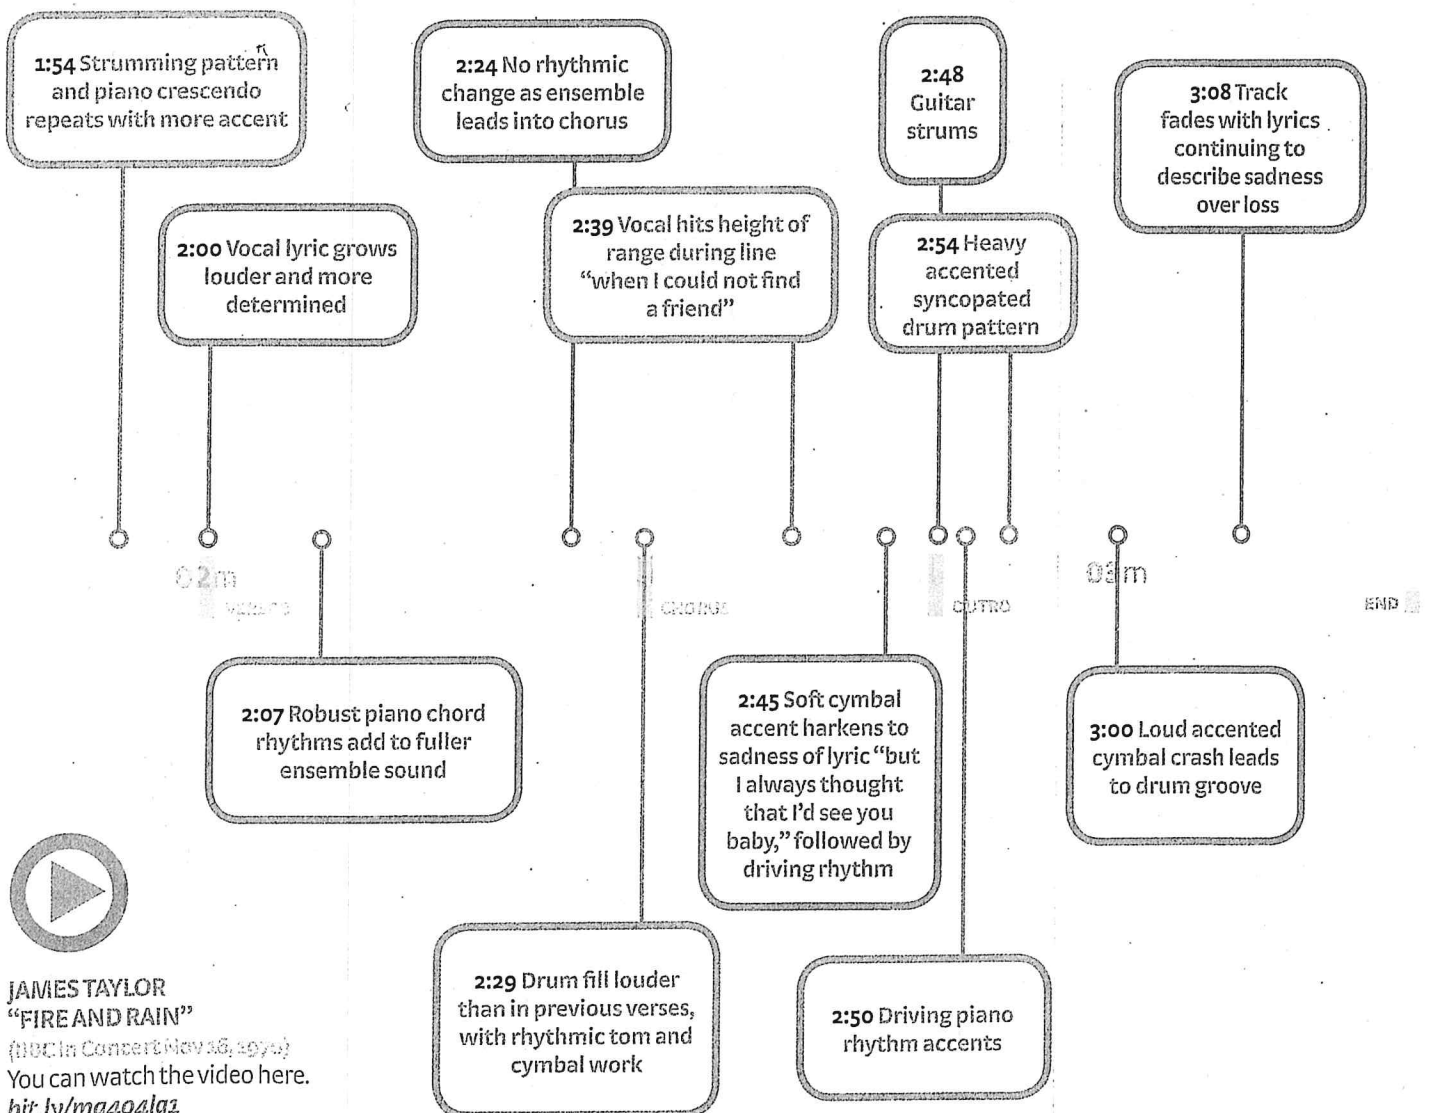 1:54 Strumming pattern
and piano crescendo
repeats with more accent
2:24 No rhythmic
change as ensemble
leads into chorus
2:48
Guitar
strums
3:08 Track
fades with lyrics
continuing to
describe sadness
over loss
2:00 Vocal lyric grows
louder and more
determined
2:39 Vocal hits height of
range during line
“when I could not find
a friend”
2:54 Heavy
accented
syncopated
drum pattern
02m
03m
CHORUS
OUTRO
END
2:07 Robust piano chord
rhythms add to fuller
ensemble sound
2:45 Soft cymbal
accent harkens to
sadness of lyric “but
I always thought
that I’d see you
baby,” followed by
driving rhythm
3:00 Loud accented
cymbal crash leads
to drum groove
2:29 Drum fill louder
than in previous verses,
with rhythmic tom and
cymbal work
2:50 Driving piano
rhythm accents
JAMES TAYLOR
“FIRE AND RAIN”
In Concert
You can watch the video here.
bit.ly/mq404lq1